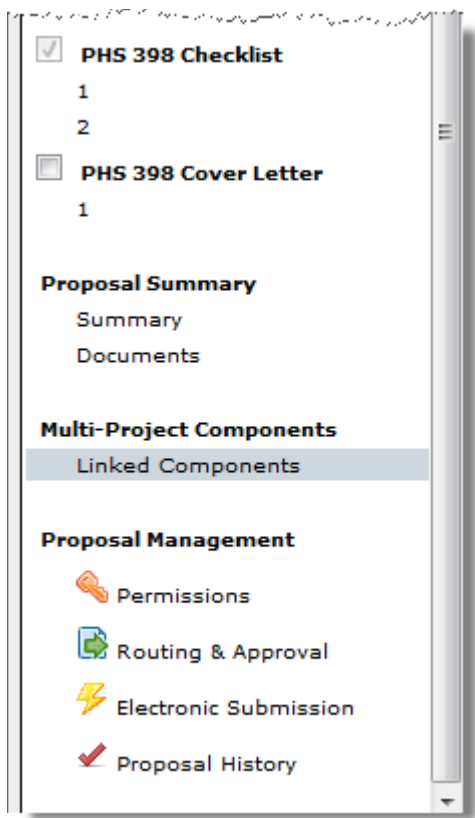 PHS 398 Checklist
1
2
PHS 398 Cover Letter
1
Proposal Summary
Summary
Documents
Multi-Project Components
Linked Components
Proposal Management
Permissions
Routing & Approval
Electronic Submission
Proposal History